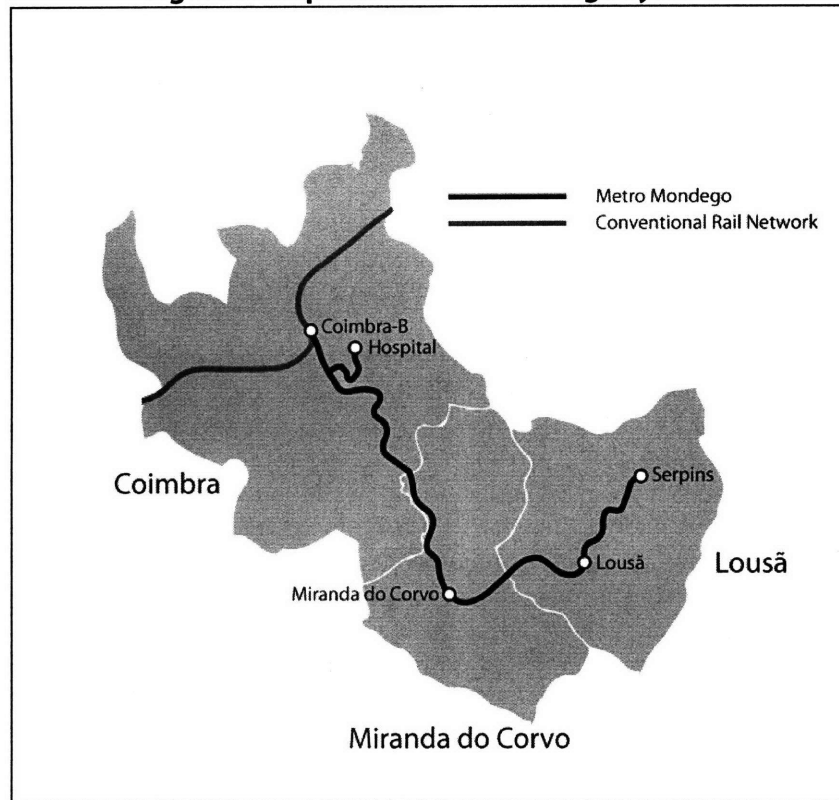 Metro Mondego
Conventional Rail Network
Coimbra-B
Hospital
Coimbra
Serpins
Lousã
Lousã
Miranda do Corvo
Miranda do Corvo